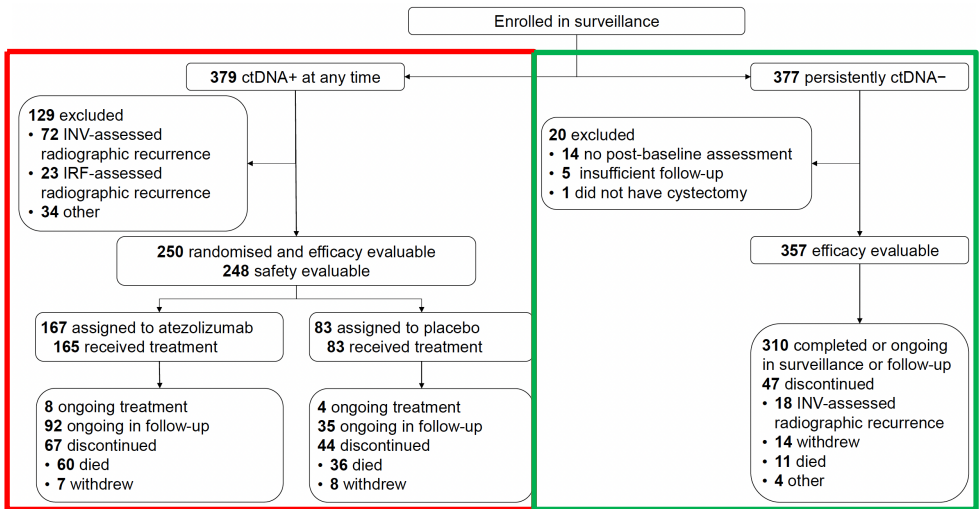 Enrolled in surveillance
379 ctDNA+ at any time
377 persistently ctDNA−
129 excluded
• 72 INV-assessed
radiographic recurrence
• 23 IRF-assessed
radiographic recurrence
• 34 other
20 excluded
• 14 no post-baseline assessment
• 5 insufficient follow-up
• 1 did not have cystectomy
250 randomised and efficacy evaluable
248 safety evaluable
357 efficacy evaluable
167 assigned to atezolizumab
165 received treatment
83 assigned to placebo
83 received treatment
8 ongoing treatment
92 ongoing in follow-up
67 discontinued
• 60 died
• 7 withdrew
4 ongoing treatment
35 ongoing in follow-up
44 discontinued
• 36 died
• 8 withdrew
310 completed or ongoing
in surveillance or follow-up
47 discontinued
• 18 INV-assessed
radiographic recurrence
• 14 withdrew
• 11 died
• 4 other